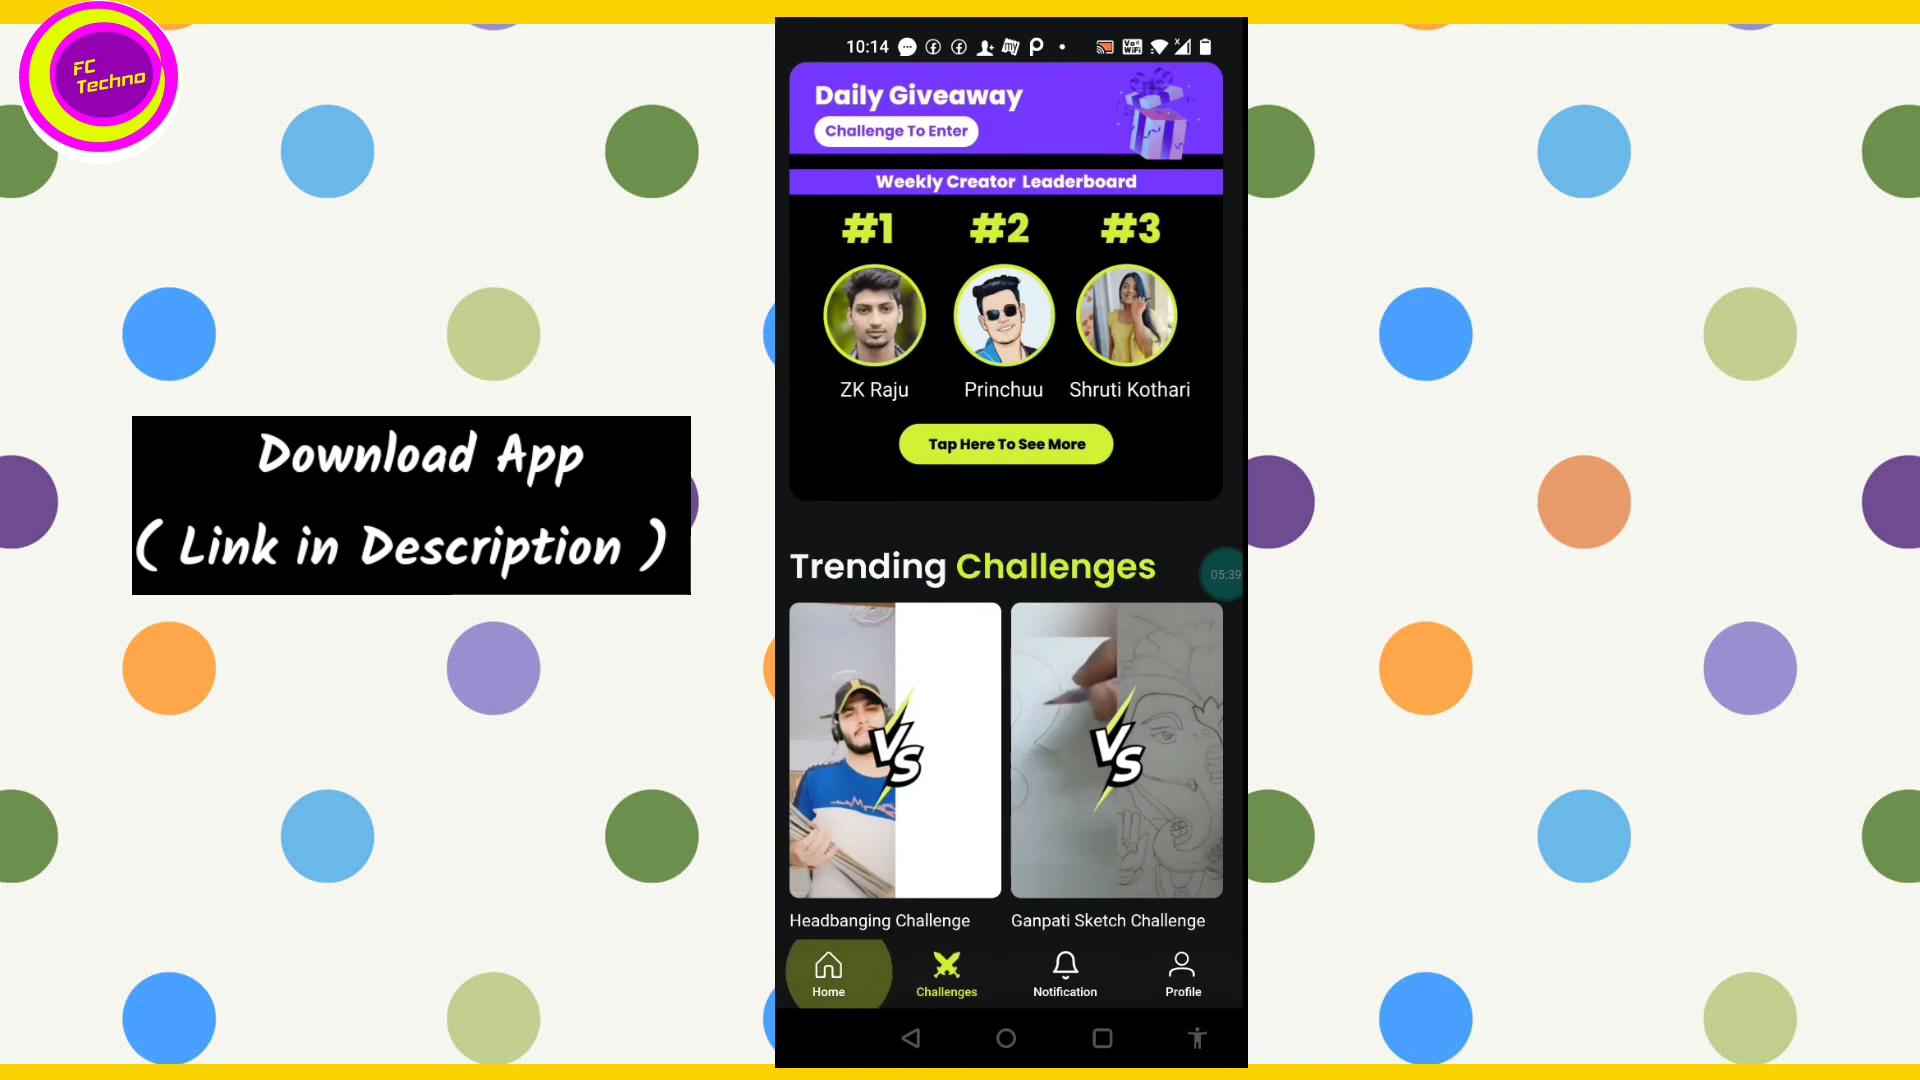 FC
Techno
10:14
Daily Giveaway
Challenge To Enter
Weekly Creator Leaderboard
#1 #2 #3
ZK Raju Princhuu Shruti Kothari
Tap Here To See More
Download App
( Link in Description )
Trending Challenges
05:39
VS VS
Headbanging Challenge Ganpati Sketch Challenge
Home Challenges Notification Profile